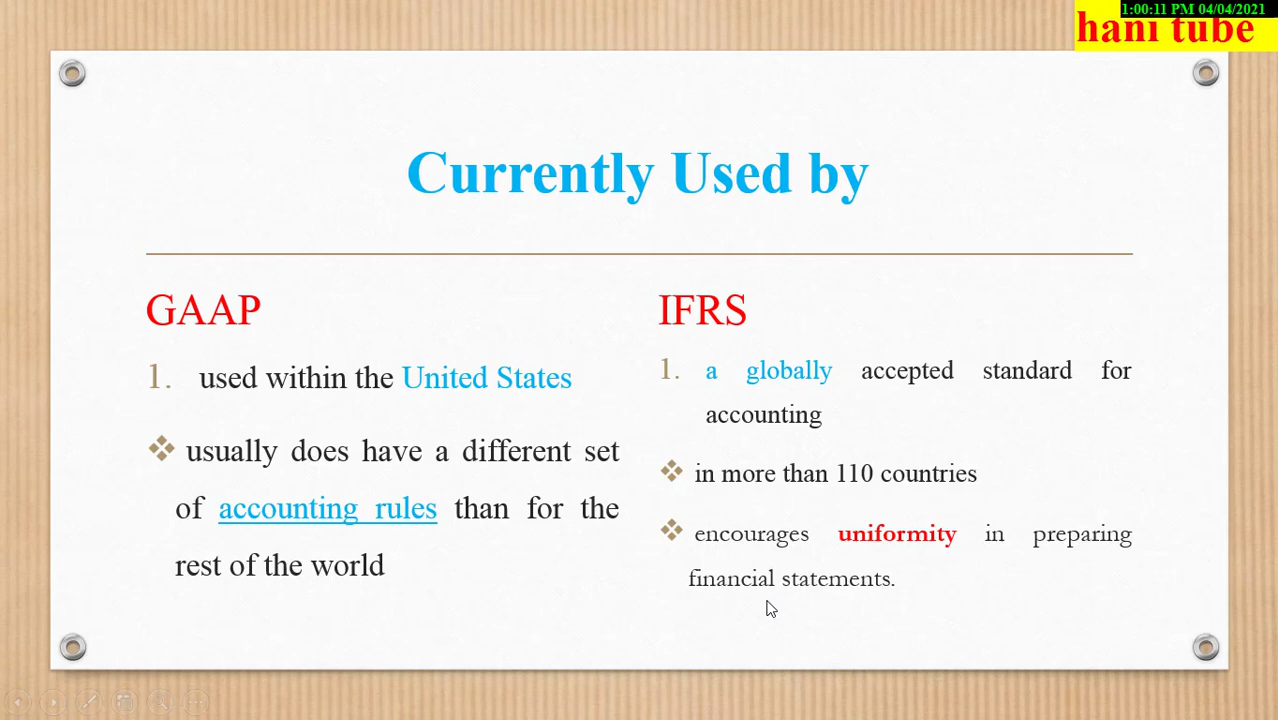 1:00:11 PM 04/04/2021
hani tube
Currently Used by
GAAP
1. used within the United States
❖ usually does have a different set
of accounting rules than for the
rest of the world
IFRS
1. a globally accepted standard for
accounting
❖ in more than 110 countries
❖ encourages uniformity in preparing
financial statements.